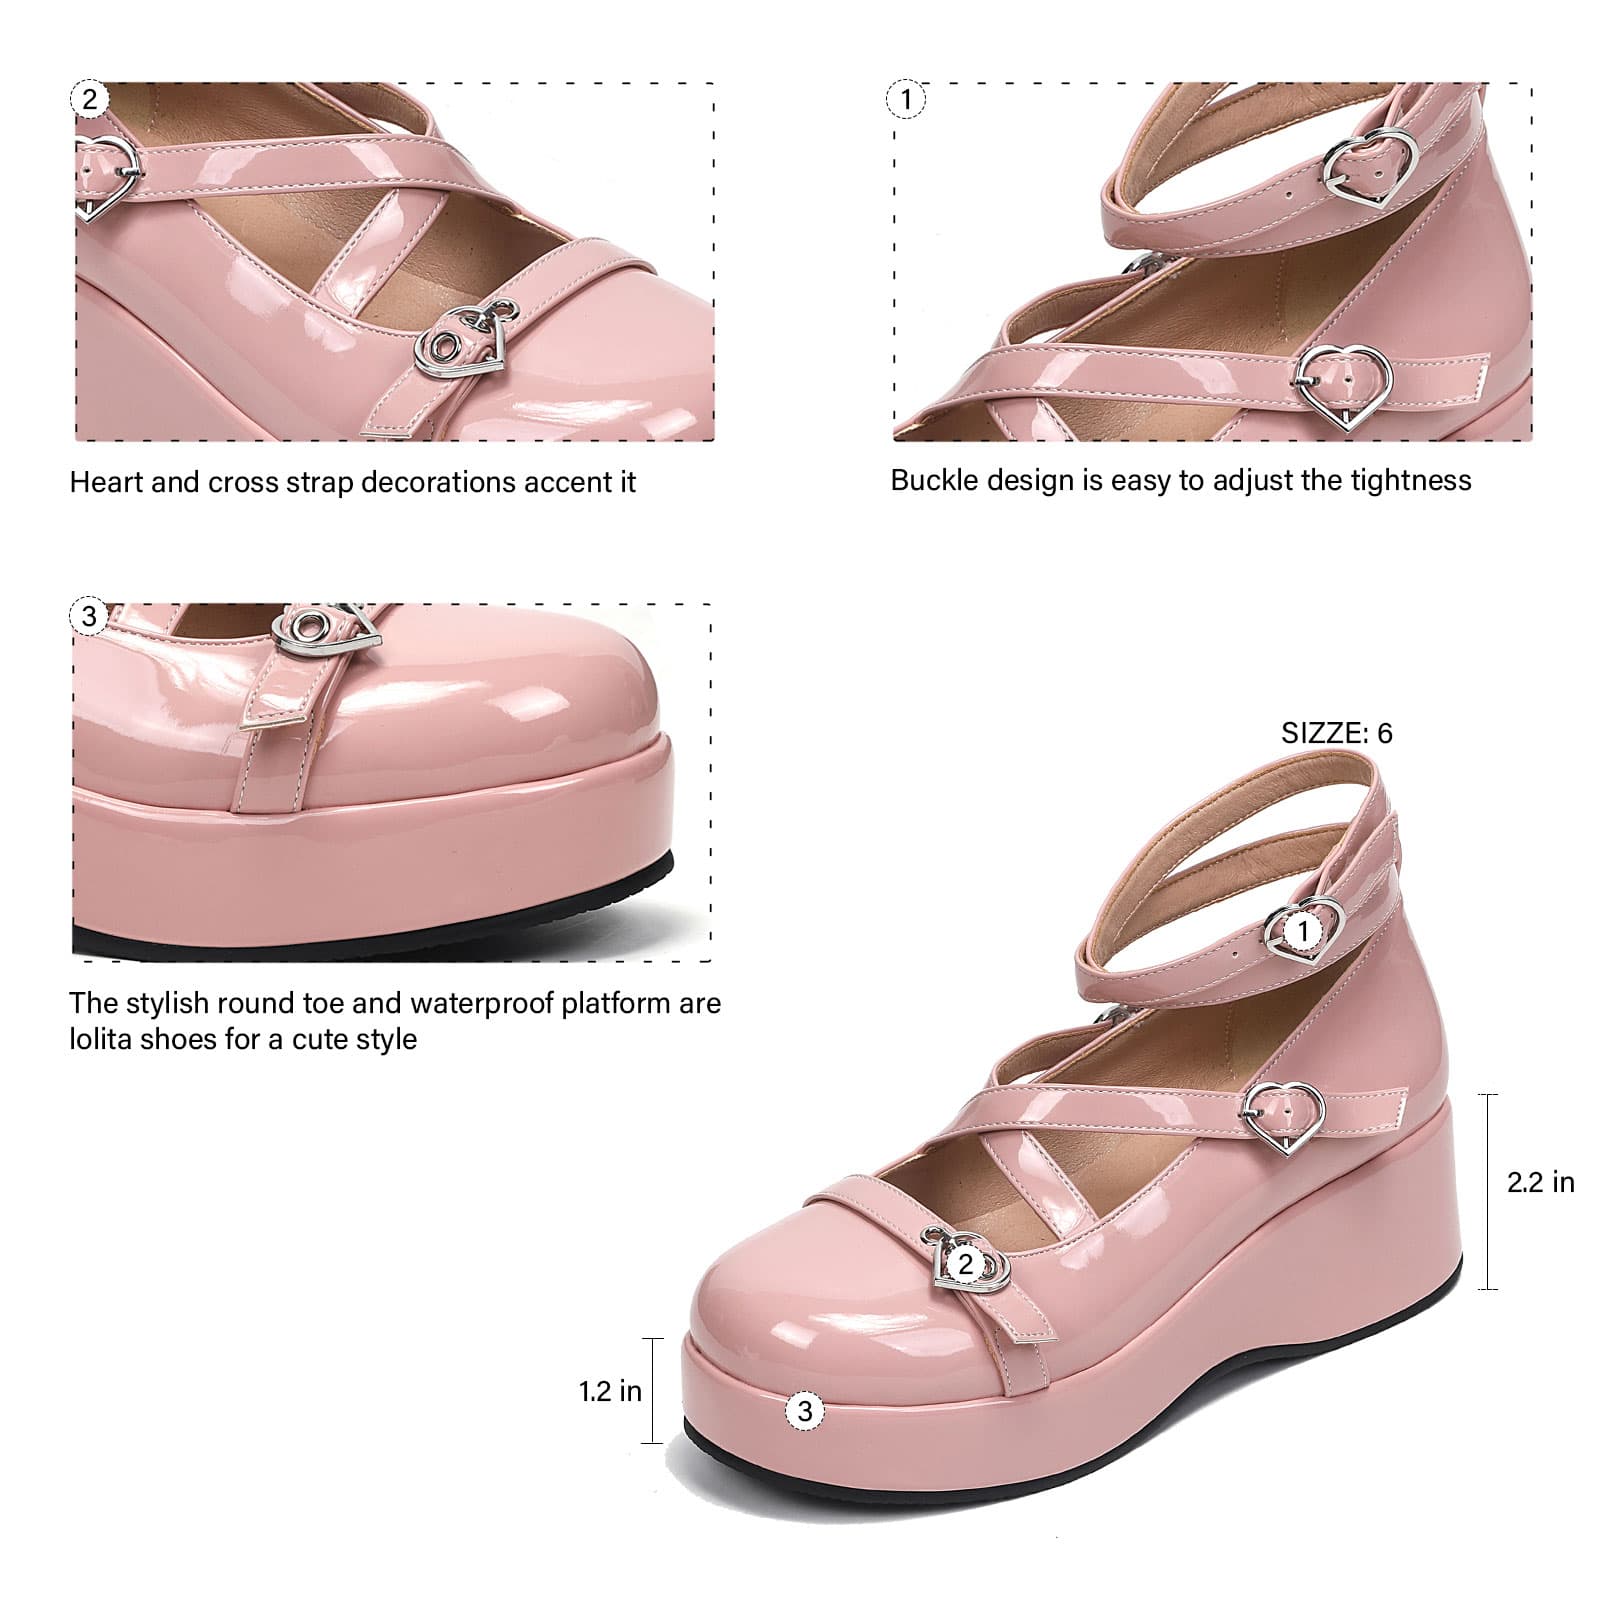 2
Heart and cross strap decorations accent it
1
Buckle design is easy to adjust the tightness
3
The stylish round toe and waterproof platform are
lolita shoes for a cute style
SIZZE: 6
1
2.2 in
2
1.2 in
3